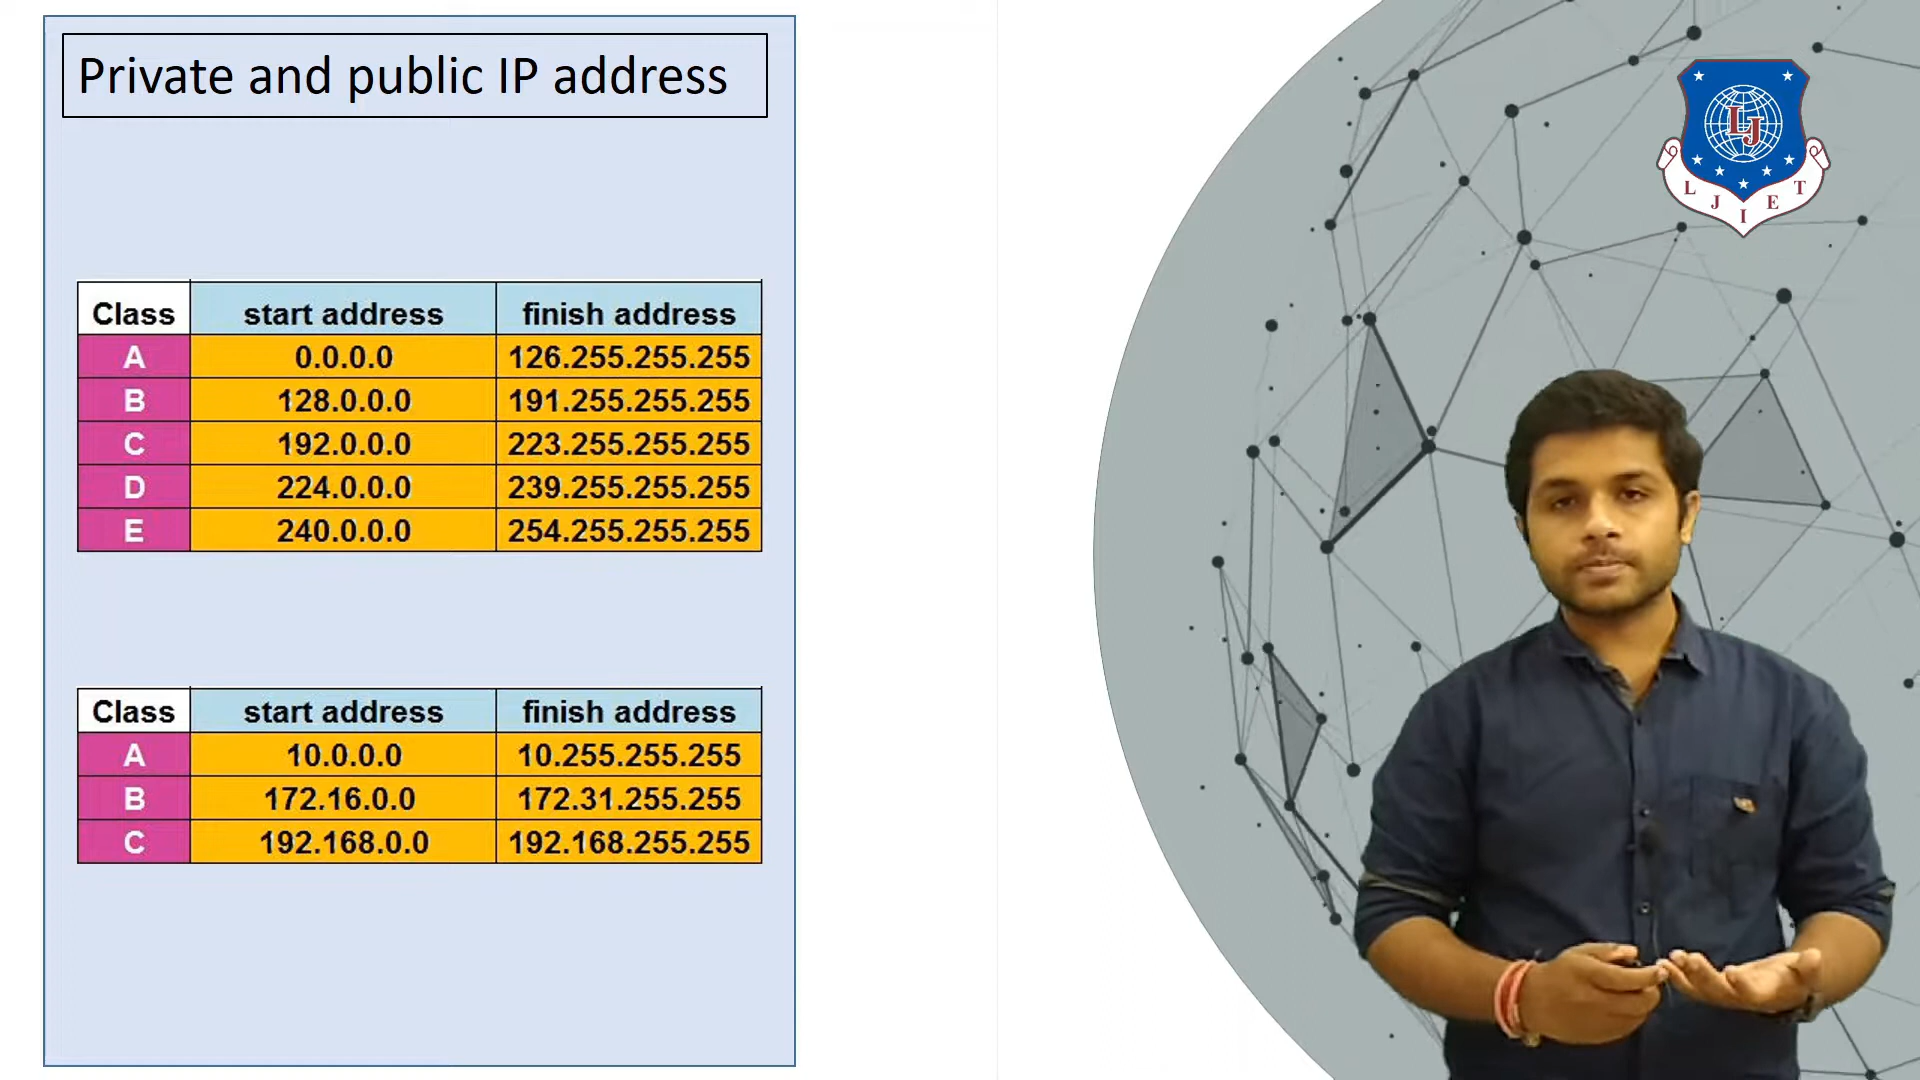 Private and public IP address
Class start address finish address
A 0.0.0.0 126.255.255.255
B 128.0.0.0 191.255.255.255
C 192.0.0.0 223.255.255.255
D 224.0.0.0 239.255.255.255
E 240.0.0.0 254.255.255.255
Class start address finish address
A 10.0.0.0 10.255.255.255
B 172.16.0.0 172.31.255.255
C 192.168.0.0 192.168.255.255
LJ
L J I E T